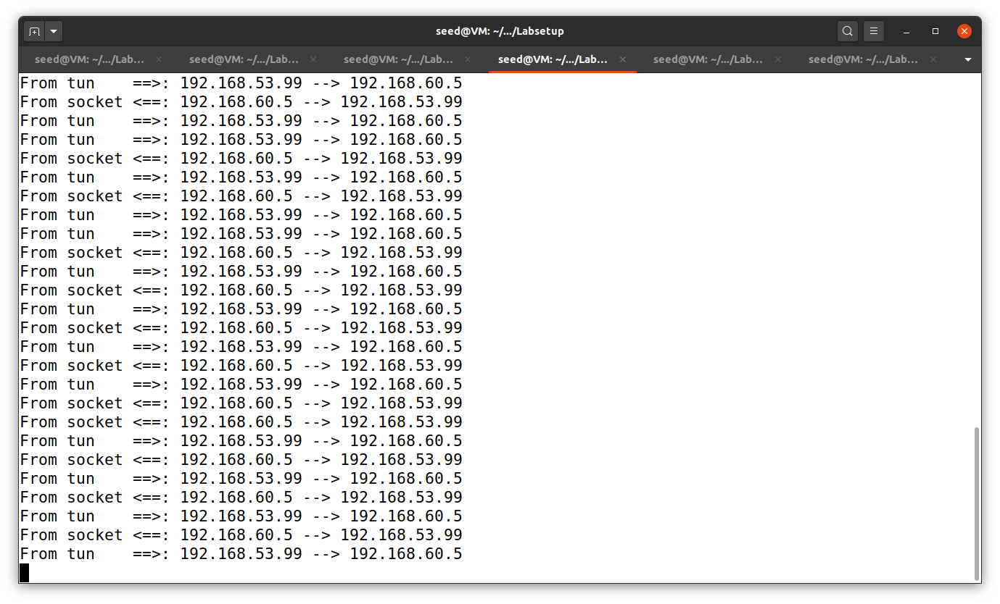 seed@VM: ~/.../Labsetup
seed@VM: ~/.../Lab... seed@VM: ~/.../Lab... seed@VM: ~/.../Lab... seed@VM: ~/.../Lab... seed@VM: ~/.../Lab... seed@VM: ~/.../Lab...
From tun    ==>: 192.168.53.99 --> 192.168.60.5
From socket <==: 192.168.60.5 --> 192.168.53.99
From tun    ==>: 192.168.53.99 --> 192.168.60.5
From tun    ==>: 192.168.53.99 --> 192.168.60.5
From socket <==: 192.168.60.5 --> 192.168.53.99
From tun    ==>: 192.168.53.99 --> 192.168.60.5
From socket <==: 192.168.60.5 --> 192.168.53.99
From tun    ==>: 192.168.53.99 --> 192.168.60.5
From tun    ==>: 192.168.53.99 --> 192.168.60.5
From socket <==: 192.168.60.5 --> 192.168.53.99
From tun    ==>: 192.168.53.99 --> 192.168.60.5
From socket <==: 192.168.60.5 --> 192.168.53.99
From tun    ==>: 192.168.53.99 --> 192.168.60.5
From socket <==: 192.168.60.5 --> 192.168.53.99
From tun    ==>: 192.168.53.99 --> 192.168.60.5
From socket <==: 192.168.60.5 --> 192.168.53.99
From tun    ==>: 192.168.53.99 --> 192.168.60.5
From socket <==: 192.168.60.5 --> 192.168.53.99
From socket <==: 192.168.60.5 --> 192.168.53.99
From tun    ==>: 192.168.53.99 --> 192.168.60.5
From socket <==: 192.168.60.5 --> 192.168.53.99
From tun    ==>: 192.168.53.99 --> 192.168.60.5
From socket <==: 192.168.60.5 --> 192.168.53.99
From tun    ==>: 192.168.53.99 --> 192.168.60.5
From socket <==: 192.168.60.5 --> 192.168.53.99
From tun    ==>: 192.168.53.99 --> 192.168.60.5